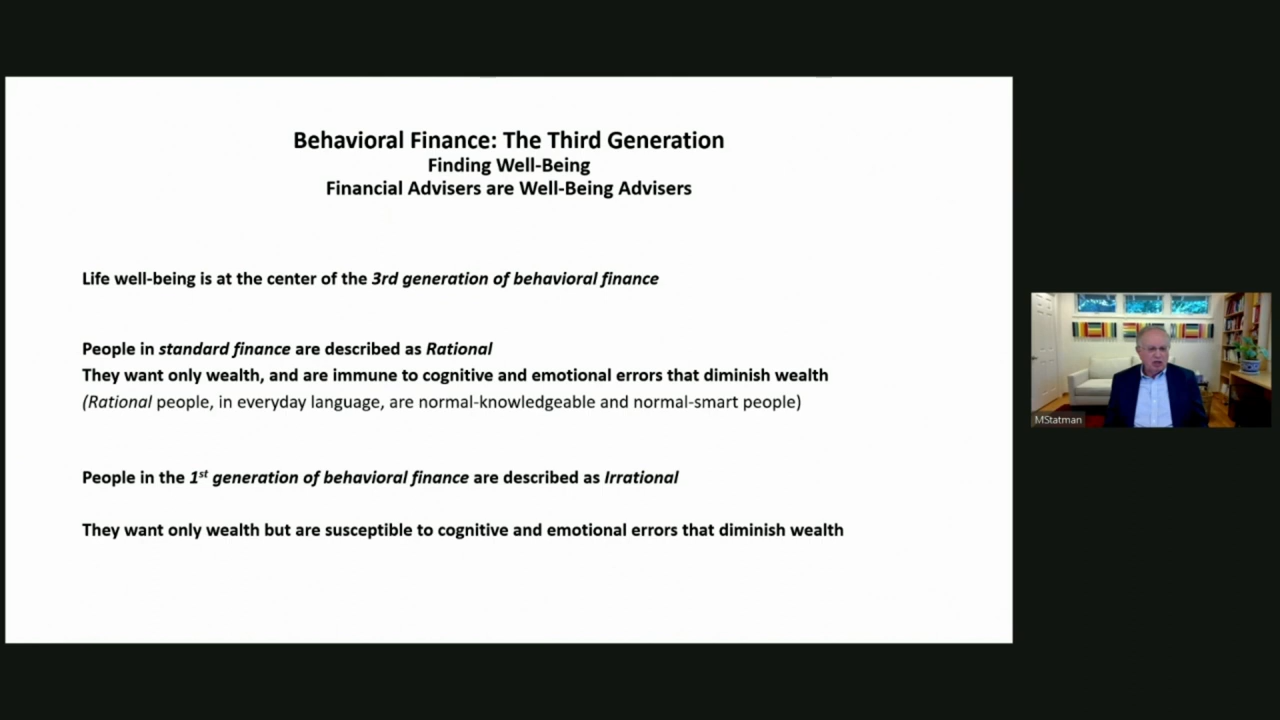 Behavioral Finance: The Third Generation
Finding Well-Being
Financial Advisers are Well-Being Advisers
Life well-being is at the center of the 3rd generation of behavioral finance
People in standard finance are described as Rational
They want only wealth, and are immune to cognitive and emotional errors that diminish wealth
(Rational people, in everyday language, are normal-knowledgeable and normal-smart people)
People in the 1st generation of behavioral finance are described as Irrational
They want only wealth but are susceptible to cognitive and emotional errors that diminish wealth
MStatman